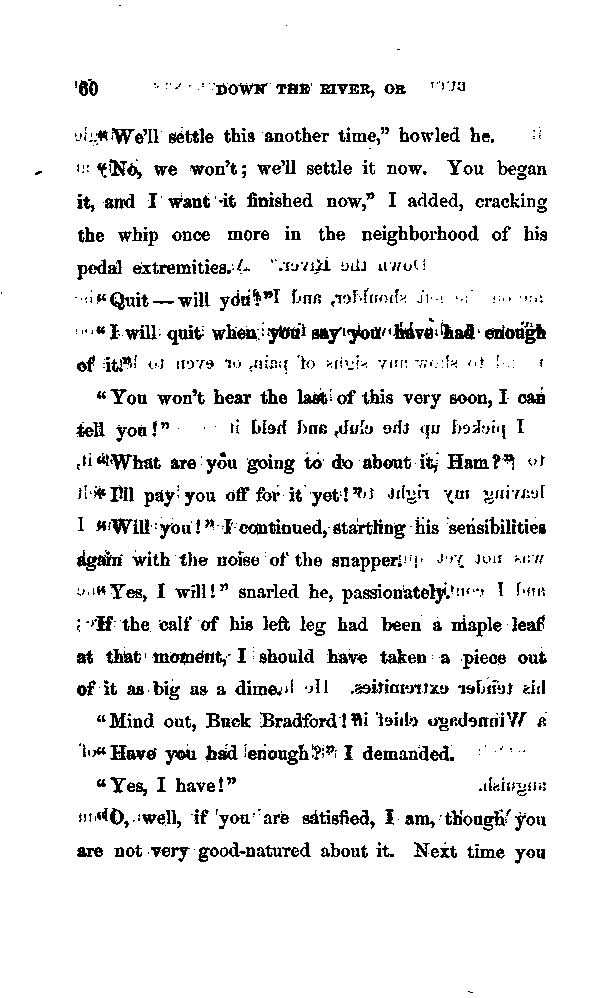 60 DOWN THE RIVER, OR
"We'll settle this another time," howled he.
"No, we won't; we'll settle it now. You began
it, and I want it finished now," I added, cracking
the whip once more in the neighborhood of his
pedal extremities.
"Quit — will you?"
"I will quit when you say you have had enough
of it."
"You won't hear the last of this very soon, I can
tell you!"
"What are you going to do about it, Ham?"
"I'll pay you off for it yet!"
"Will you!" I continued, startling his sensibilities
again with the noise of the snapper.
"Yes, I will!" snarled he, passionately.
If the calf of his left leg had been a maple leaf
at that moment, I should have taken a piece out
of it as big as a dime.
"Mind out, Buck Bradford!"
"Have you had enough?" I demanded.
"Yes, I have!"
"O, well, if you are satisfied, I am, though you
are not very good-natured about it. Next time you